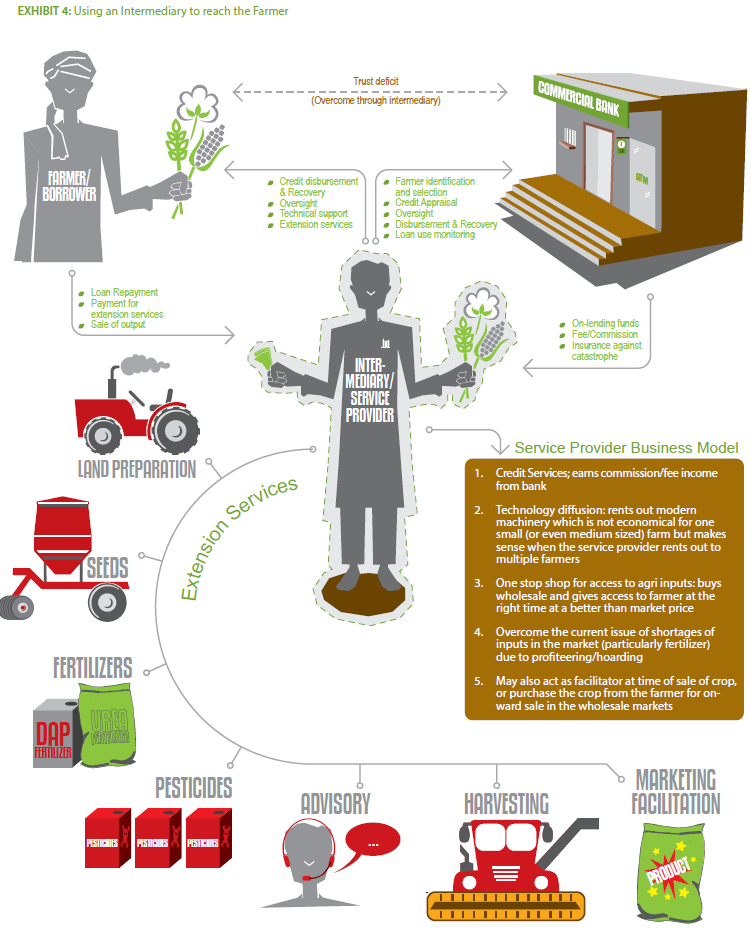 EXHIBIT 4: Using an Intermediary to reach the Farmer
Trust deficit
(Overcome through intermediary)
COMMERCIAL BANK
ATM
FARMER/
BORROWER
Credit disbursement
& Recovery
Oversight
Technical support
Extension services
Farmer identification
and selection
Credit Appraisal
Oversight
Disbursement & Recovery
Loan use monitoring
Loan Repayment
Payment for
extension services
Sale of output
On-lending funds
Fee/Commission
Insurance against
catastrophe
INTER-
MEDIARY/
SERVICE
PROVIDER
LAND PREPARATION
Extension Services
SEEDS
FERTILIZERS
DAP
FERTILIZER
UREA
FERTILIZER
PESTICIDES
PESTICIDES
PESTICIDES
PESTICIDES
ADVISORY
...
HARVESTING
MARKETING
FACILITATION
PRODUCT
Service Provider Business Model
1. Credit Services; earns commission/fee income
from bank
2. Technology diffusion: rents out modern
machinery which is not economical for one
small (or even medium sized) farm but makes
sense when the service provider rents out to
multiple farmers
3. One stop shop for access to agri inputs: buys
wholesale and gives access to farmer at the
right time at a better than market price
4. Overcome the current issue of shortages of
inputs in the market (particularly fertilizer)
due to profiteering/hoarding
5. May also act as facilitator at time of sale of crop,
or purchase the crop from the farmer for on-
ward sale in the wholesale markets